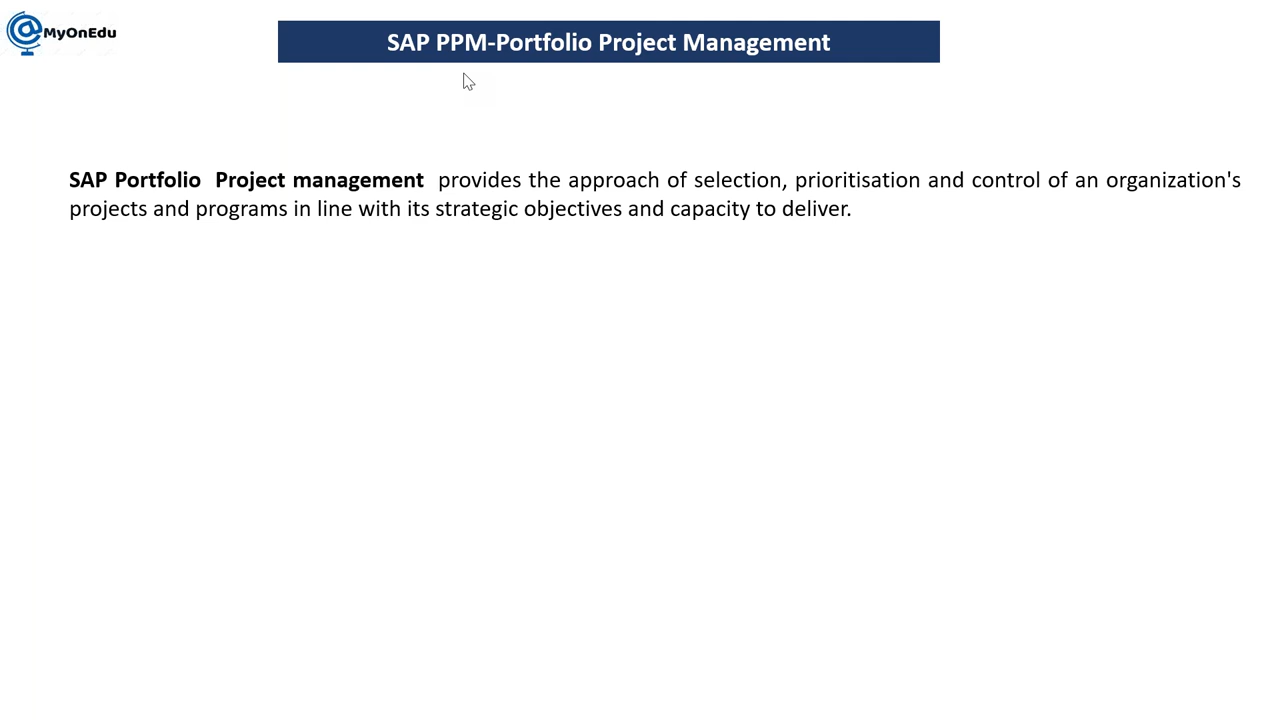 MyOnEdu
SAP PPM-Portfolio Project Management
SAP Portfolio Project management provides the approach of selection, prioritisation and control of an organization's
projects and programs in line with its strategic objectives and capacity to deliver.